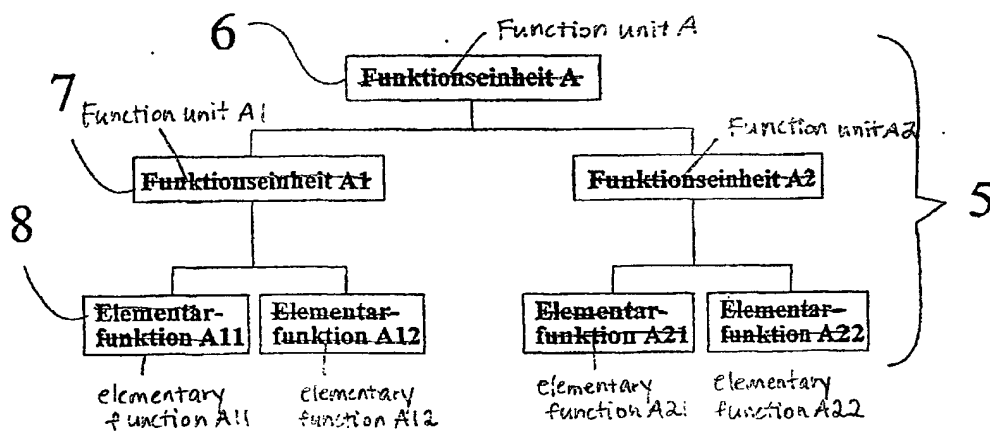 6
Function unit A
Funktionseinheit A
7
Function unit A1
Function unit A2
Funktionseinheit A1
Funktionseinheit A2
5
8
Elementar-
funktion A11
Elementar-
funktion A12
Elementar-
funktion A21
Elementar-
funktion A22
elementary
function A11
elementary
function A12
elementary
function A21
elementary
function A22